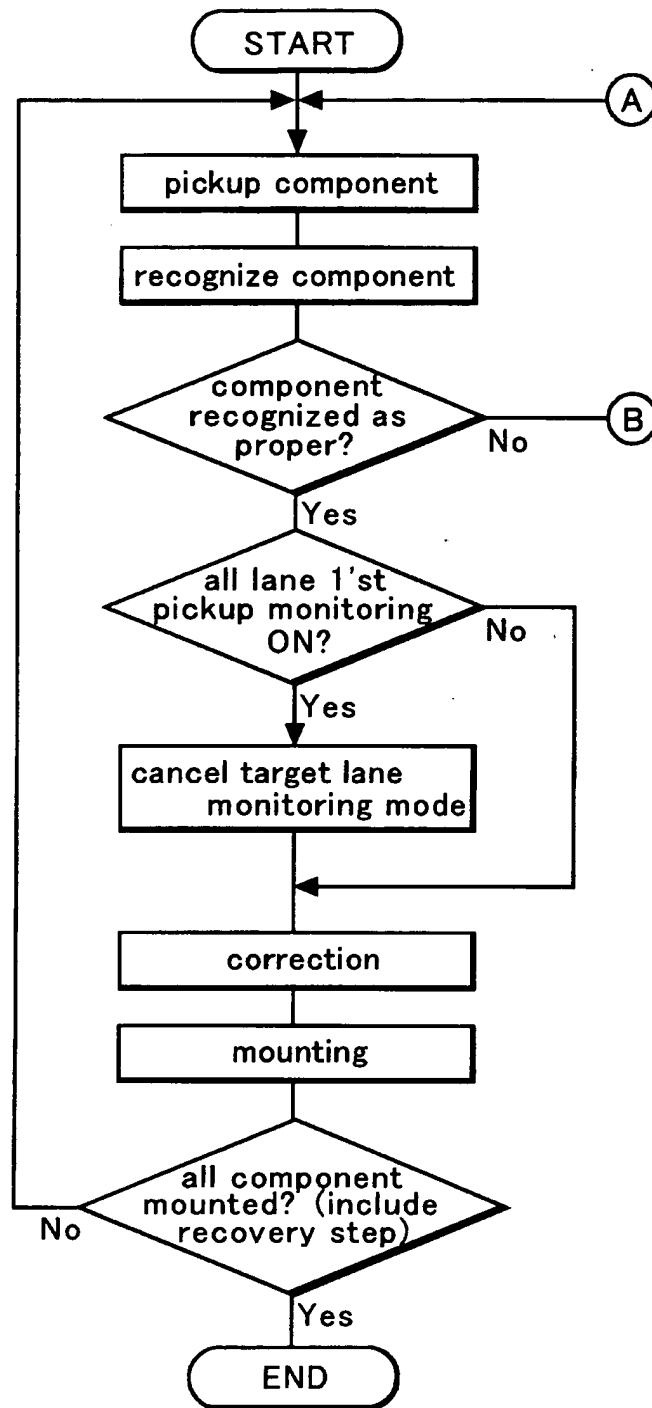 START
A
pickup component
recognize component
component
recognized as
proper?
No
B
Yes
all lane 1'st
pickup monitoring
ON?
No
Yes
cancel target lane
monitoring mode
correction
mounting
all component
mounted? (include
recovery step)
No
Yes
END